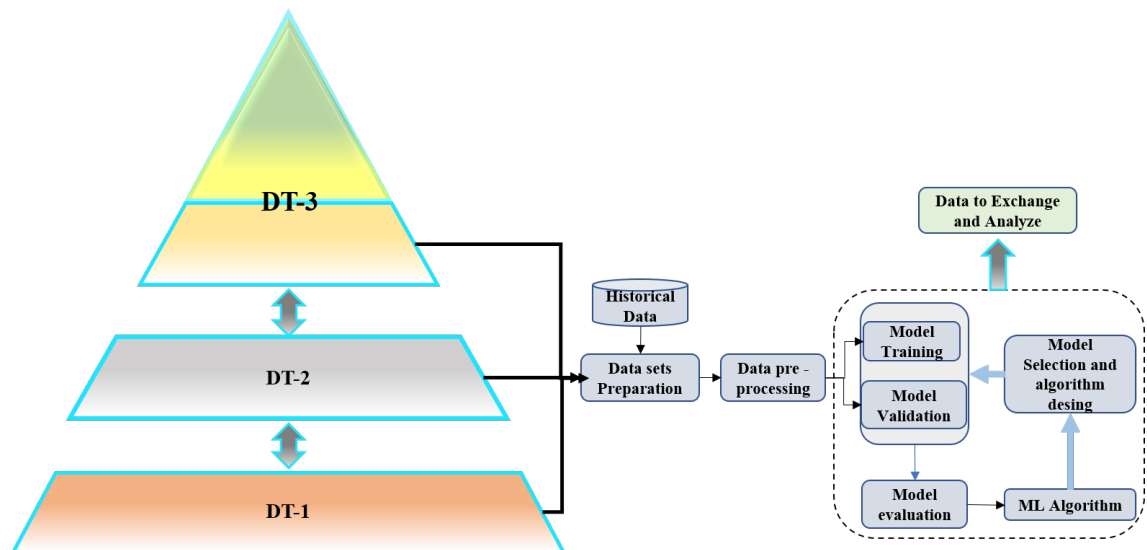 DT-3
DT-2
DT-1
Historical
Data
Data sets
Preparation
Data pre -
processing
Model
Training
Model
Validation
Model
evaluation
ML Algorithm
Model
Selection and
algorithm
desing
Data to Exchange
and Analyze